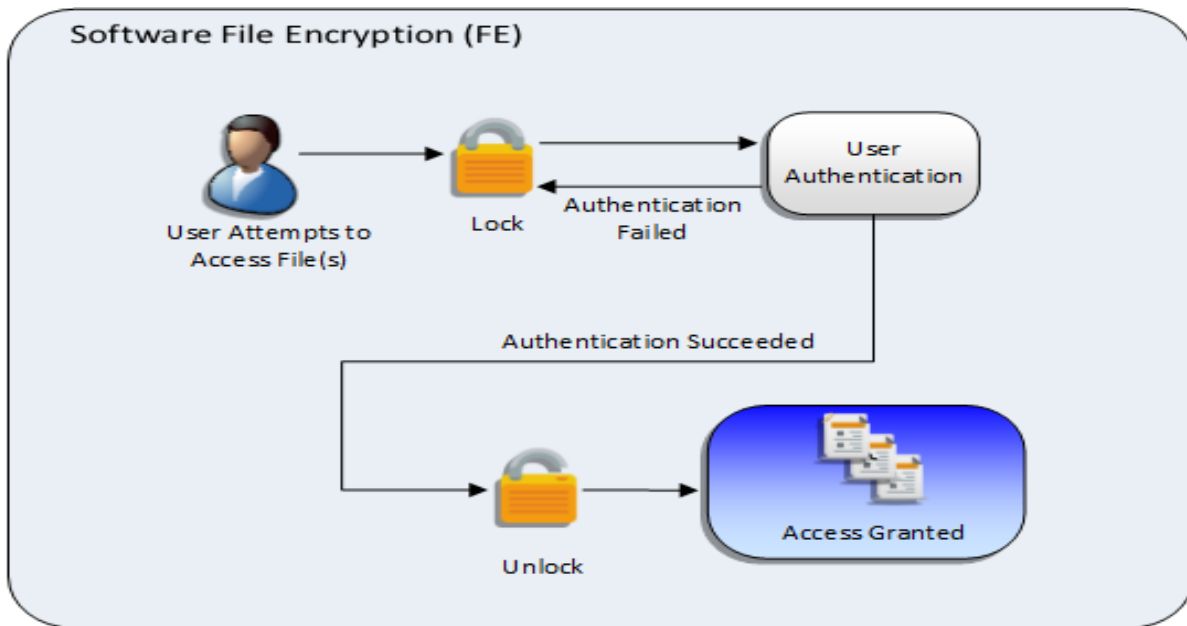 Software File Encryption (FE)
User
Authentication
Authentication
Failed
Lock
User Attempts to
Access File(s)
Authentication Succeeded
Access Granted
Unlock